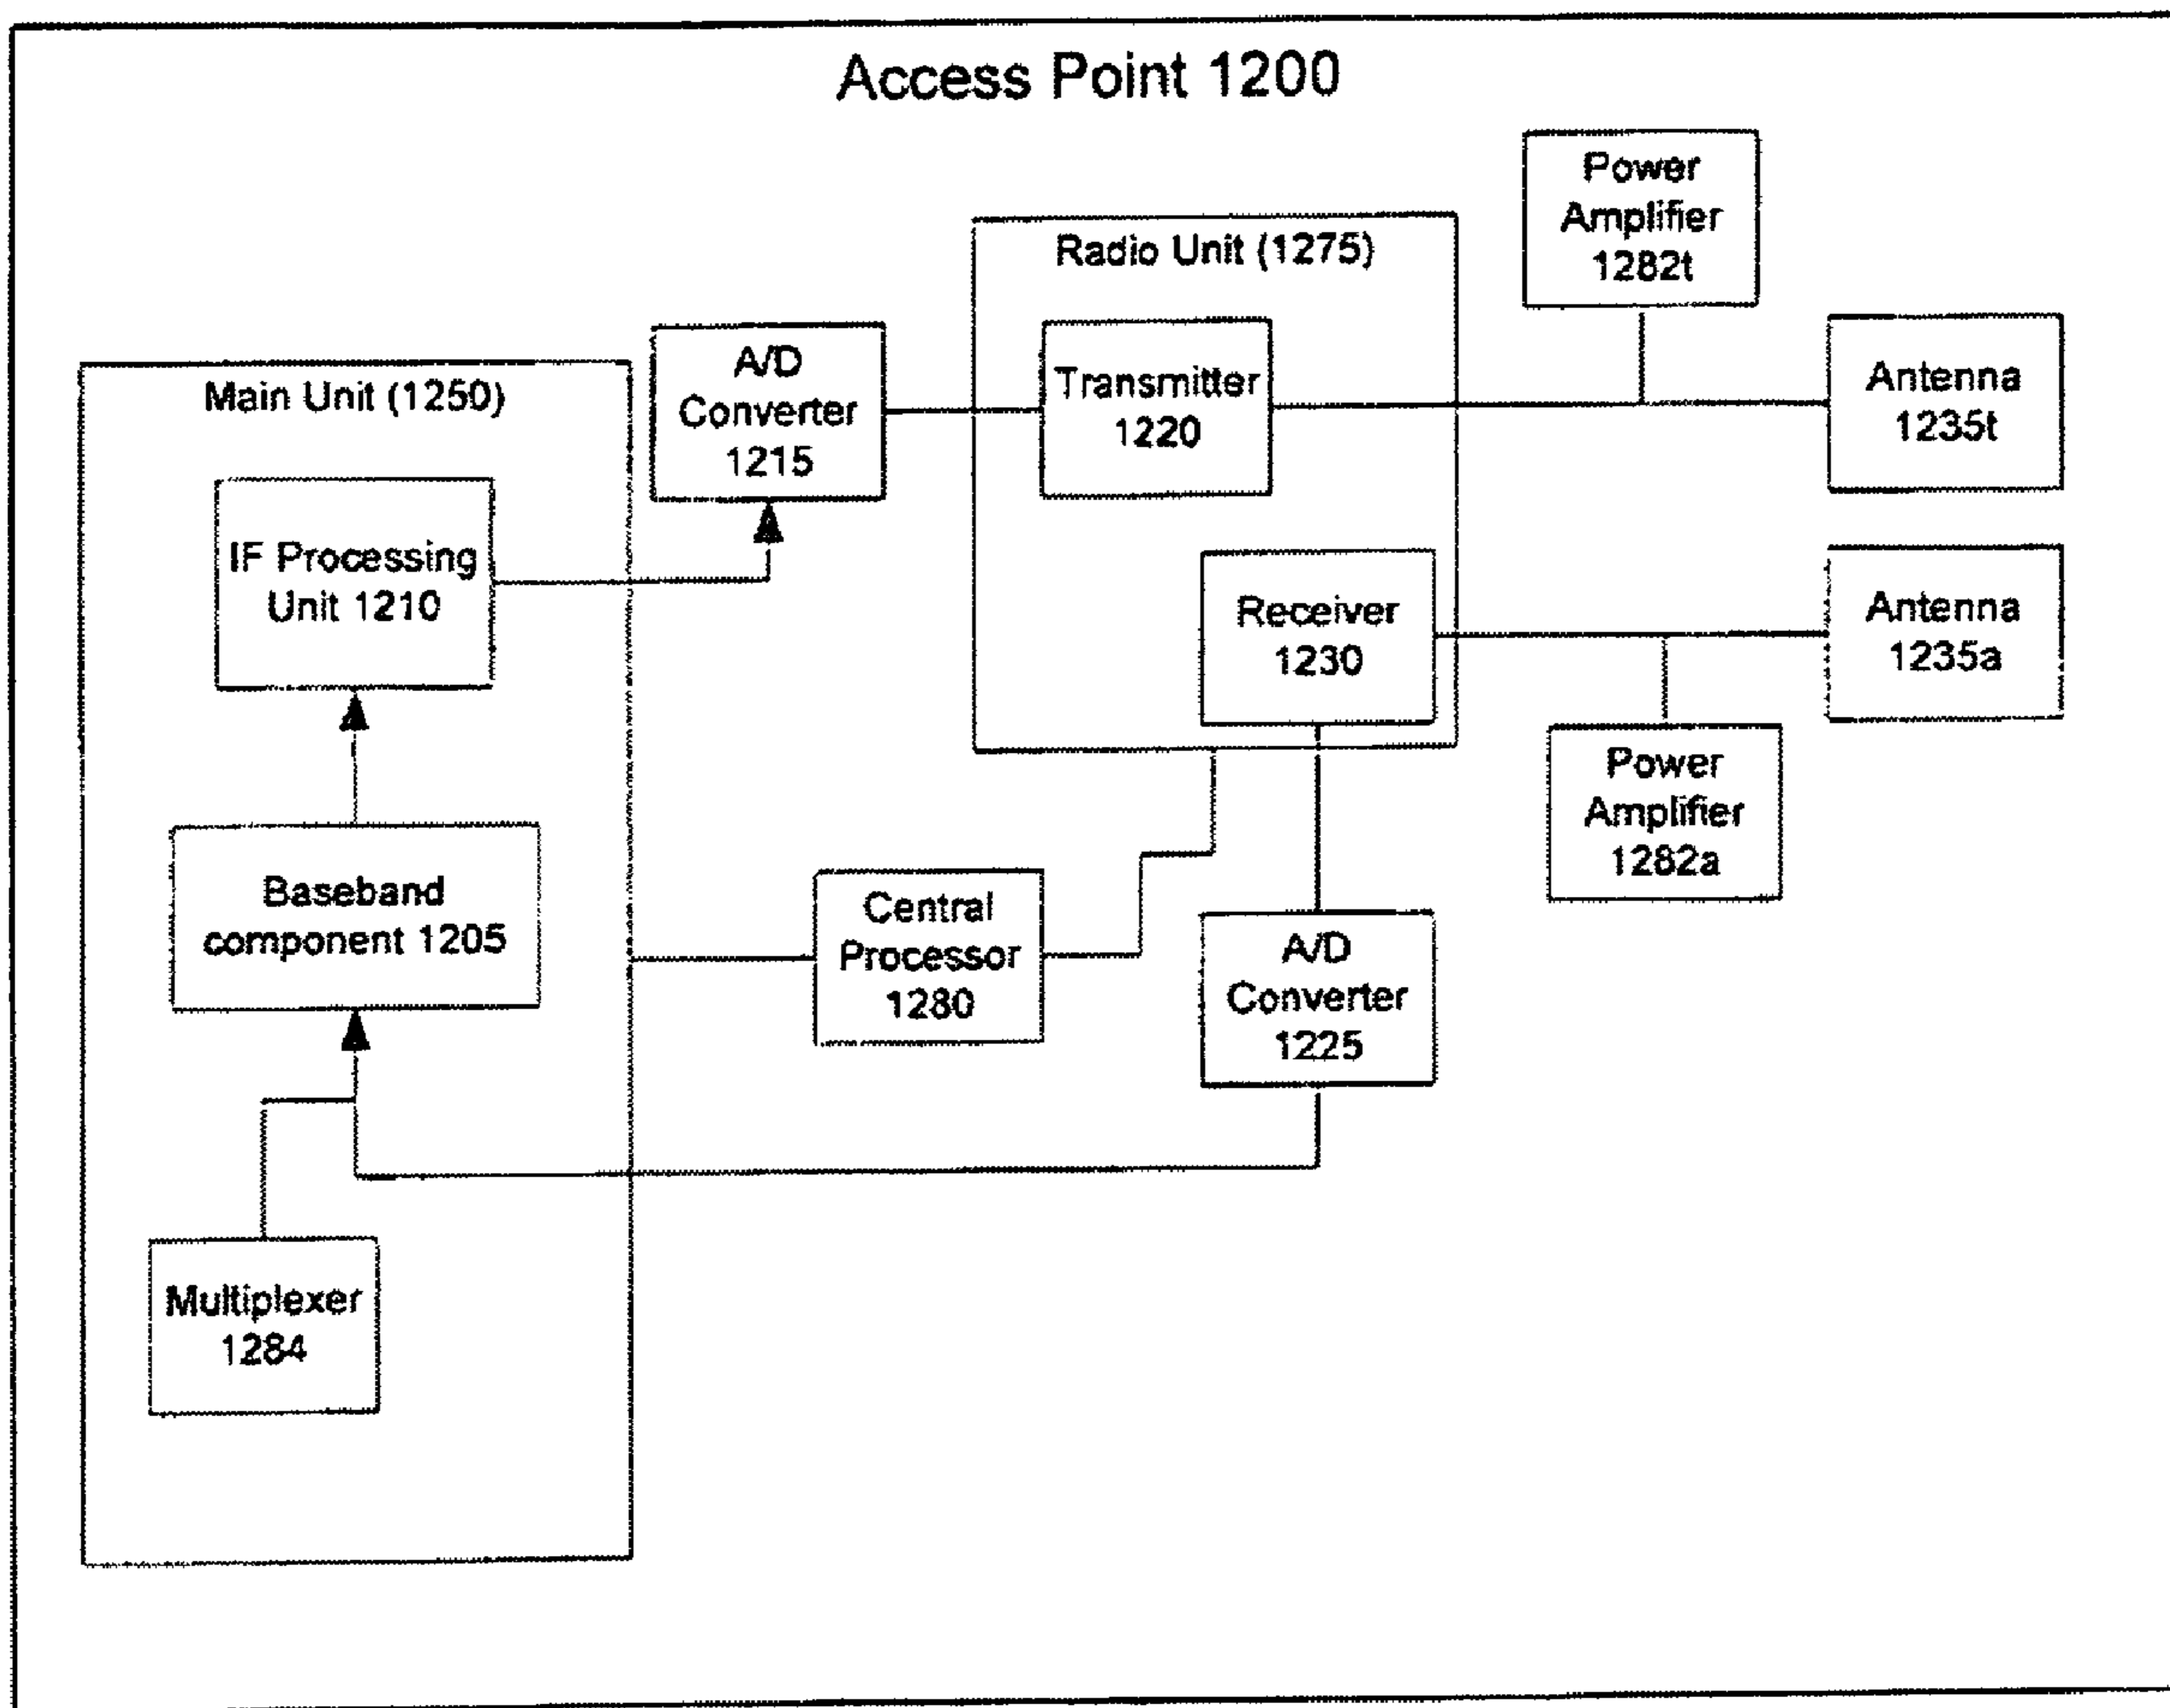 Access Point 1200
Power
Amplifier
1282t
Radio Unit (1275)
A/D
Converter
1215
Transmitter
1220
Antenna
1235t
Main Unit (1250)
IF Processing
Unit 1210
Receiver
1230
Antenna
1235a
Power
Amplifier
1282a
Baseband
component 1205
Central
Processor
1280
A/D
Converter
1225
Multiplexer
1284